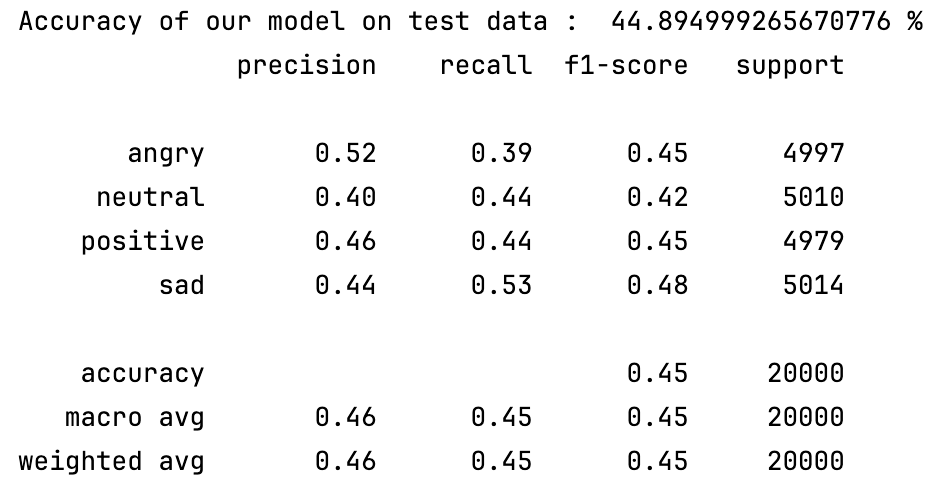 Accuracy of our model on test data :  44.894999265670776 %
precision recall f1-score support
angry 0.52 0.39 0.45 4997
neutral 0.40 0.44 0.42 5010
positive 0.46 0.44 0.45 4979
sad 0.44 0.53 0.48 5014
accuracy 0.45 20000
macro avg 0.46 0.45 0.45 20000
weighted avg 0.46 0.45 0.45 20000